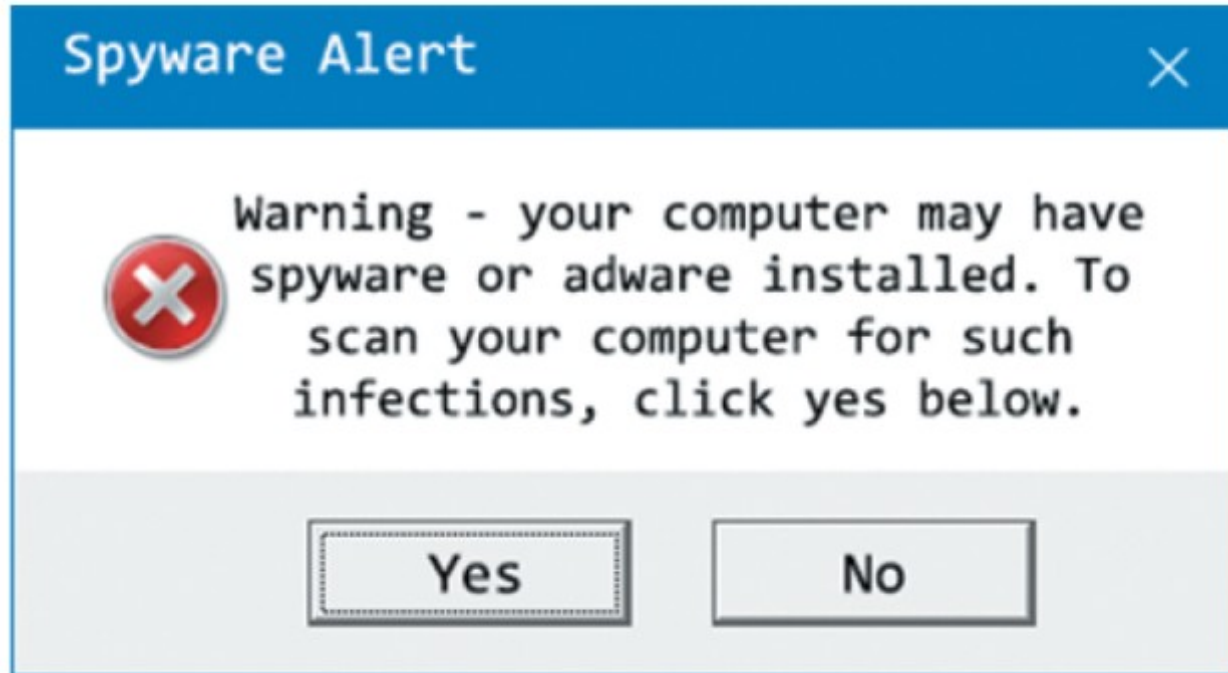 Spyware Alert
Warning - your computer may have
spyware or adware installed. To
scan your computer for such
infections, click yes below.
Yes
No